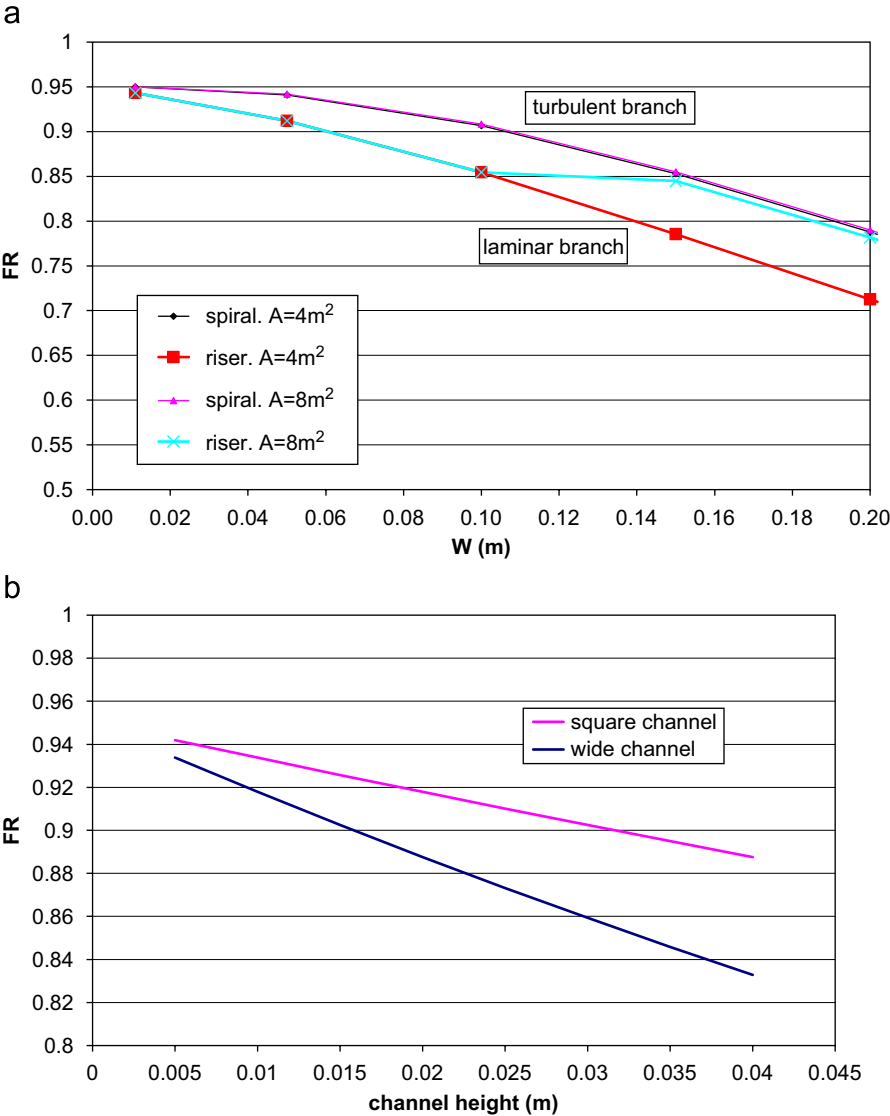 a
1
0.95
0.9
0.85
0.8
0.75
0.7
0.65
0.6
0.55
0.5
FR
turbulent branch
laminar branch
spiral. A=4m²
riser. A=4m²
spiral. A=8m²
riser. A=8m²
0.00 0.02 0.04 0.06 0.08 0.10 0.12 0.14 0.16 0.18 0.20
W (m)
b
1
0.98
0.96
0.94
0.92
0.9
0.88
0.86
0.84
0.82
0.8
FR
square channel
wide channel
0 0.005 0.01 0.015 0.02 0.025 0.03 0.035 0.04 0.045
channel height (m)